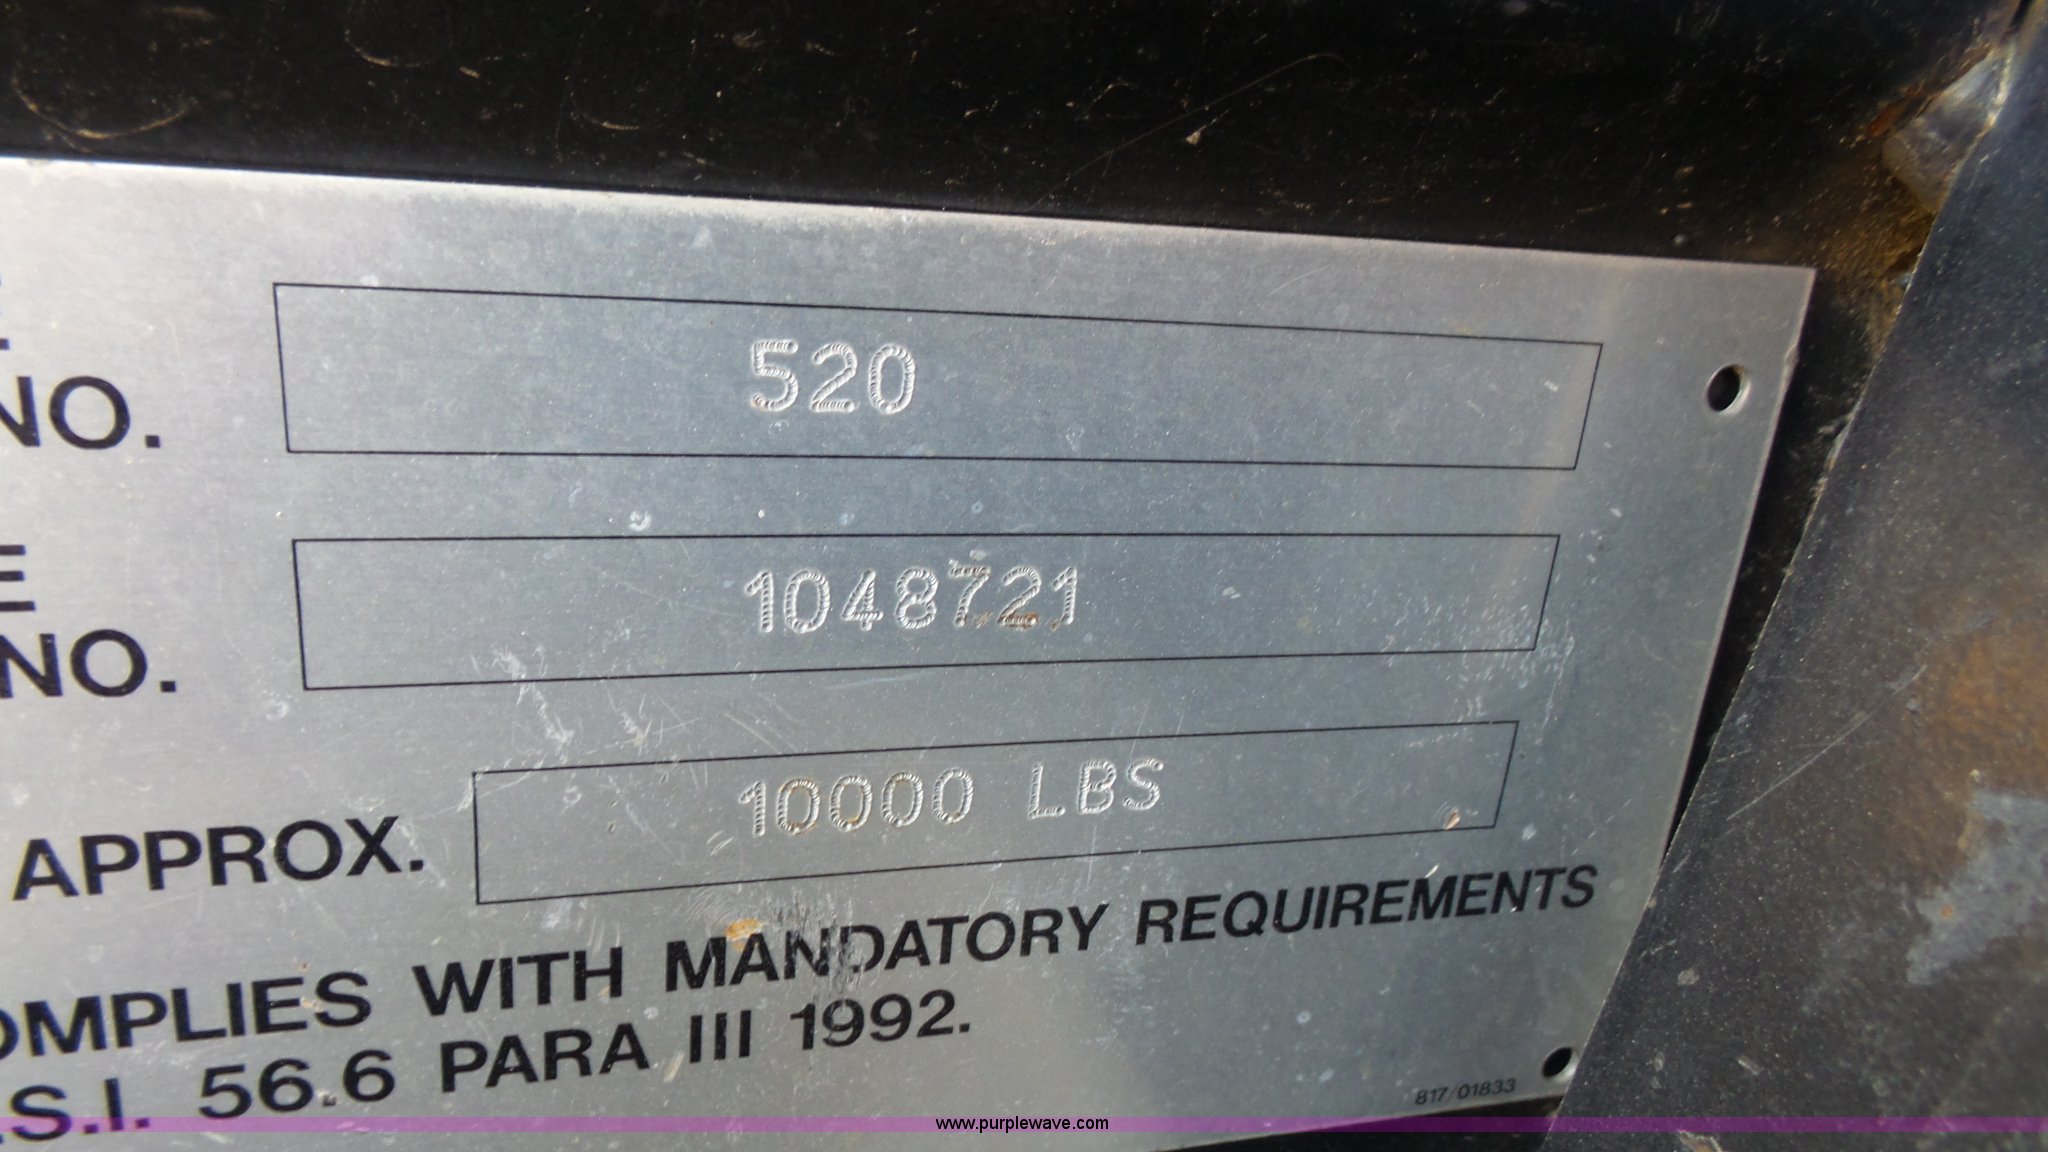 NO.
520
NO.
1048721
APPROX.
10000 LBS
OMPLIES WITH MANDATORY REQUIREMENTS
.S.I. 56.6 PARA III 1992.
817/01833
www.purplewave.com